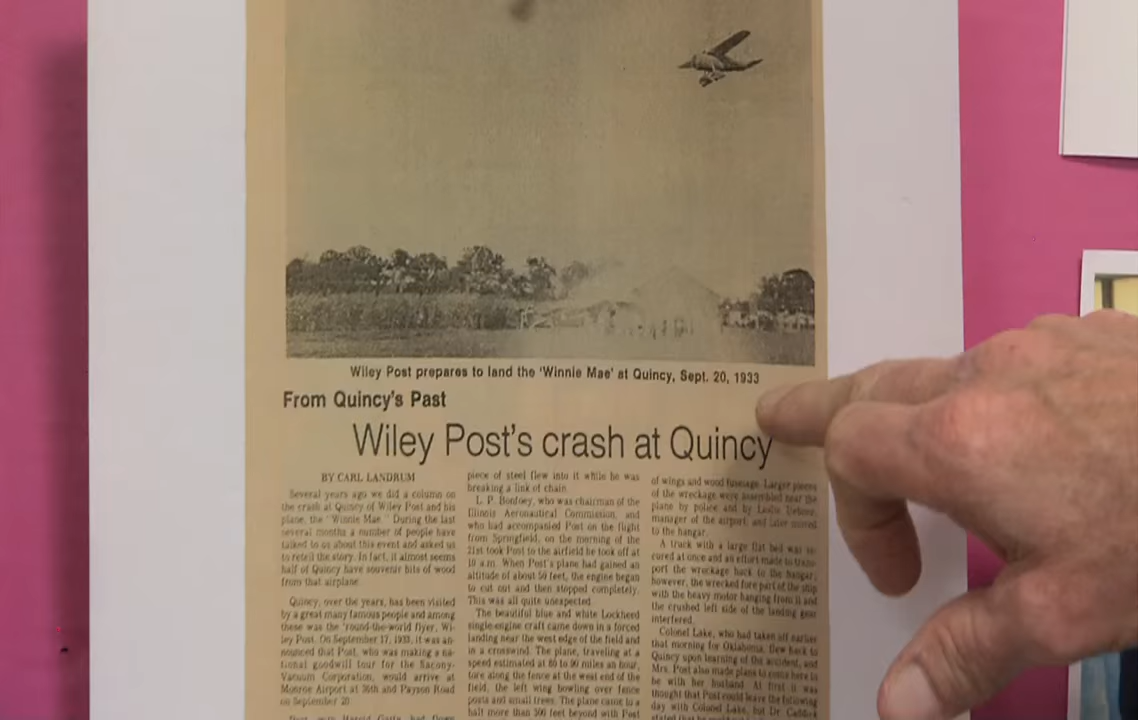 Wiley Post prepares to land the 'Winnie Mae' at Quincy, Sept. 20, 1933
From Quincy's Past
Wiley Post's crash at Quincy
BY CARL LANDRUM
Several years ago we did a column on
the crash at Quincy of Wiley Post and his
plane, the "Winnie Mae." During the last
several months a number of people have
talked to us about this event and asked us
to retell the story. In fact, it almost seems
half of Quincy have souvenir bits of wood
from that airplane.
Quincy, over the years, has been visited
by a great many famous people and among
these was the 'round-the-world flyer, Wi-
ley Post. On September 17, 1933, it was an-
nounced that Post, who was making a na-
tional goodwill tour for the Socony-
Vacuum Corporation, would arrive at
Monroe Airport at 36th and Payson Road
on September 20.
piece of steel flew into it while he was
breaking a link of chain.
L. P. Bonfoey, who was chairman of the
Illinois Aeronautical Commission, and
who had accompanied Post on the flight
from Springfield, on the morning of the
21st took Post to the airfield he took off at
10 a.m. When Post's plane had gained an
altitude of about 50 feet, the engine began
to cut out and then stopped completely.
This was all quite unexpected.
The beautiful blue and white Lockheed
single-engine craft came down in a forced
landing near the west edge of the field and
in a crosswind. The plane, traveling at a
speed estimated at 80 to 90 miles an hour,
tore along the fence at the west end of the
field, the left wing bowling over fence
posts and small trees. The plane came to a
halt more than 300 feet beyond with Post
of wings and wood fuselage. Larger pieces
of the wreckage were assembled near the
plane by police and by Leslie
manager of the airport, and later moved
to the hangar.
A truck with a large flat bed was se-
cured at once and an effort made to trans-
port the wreckage back to the hangar;
however, the wrecked fore part of the ship
with the heavy motor hanging from it and
the crushed left side of the landing gear
interfered.
Colonel Lake, who had taken off earlier
that morning for Oklahoma, flew back to
Quincy upon learning of the accident, and
Mrs. Post also made plans to come here to
be with her husband. At first it was
thought that Post could leave the following
day with Colonel Lake, but Dr.